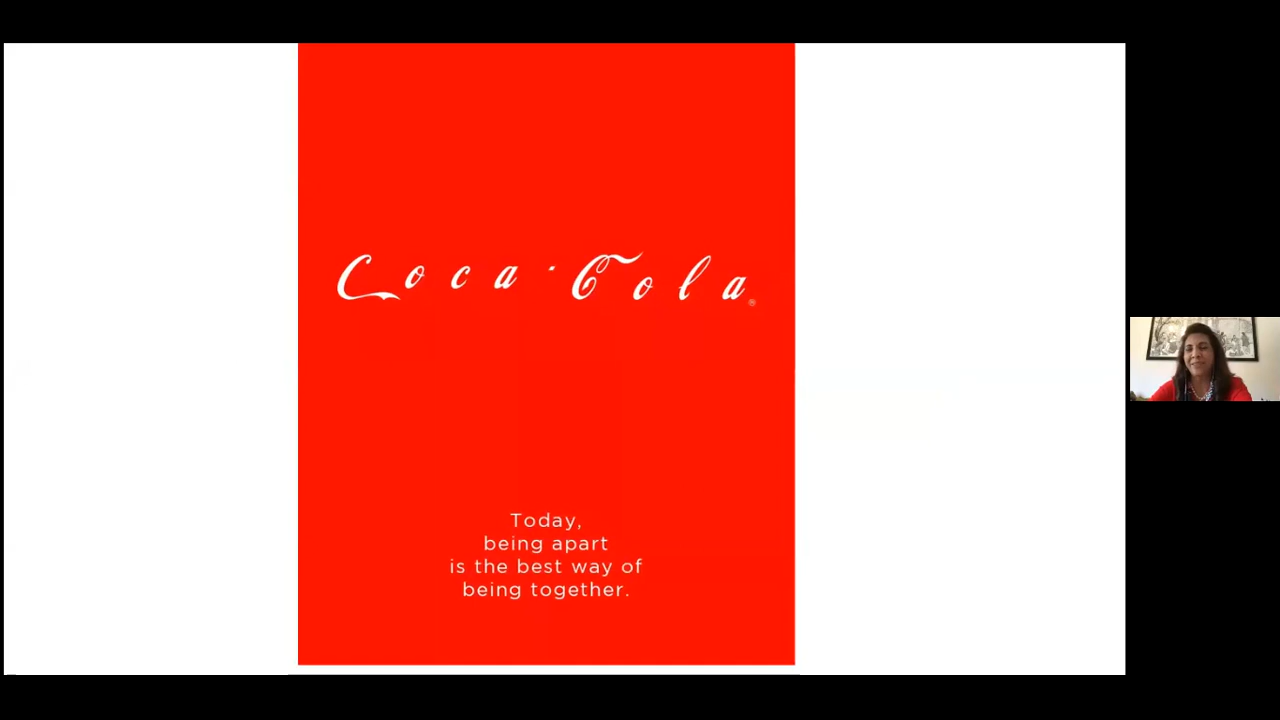 Coca-Cola
Today,
being apart
is the best way of
being together.